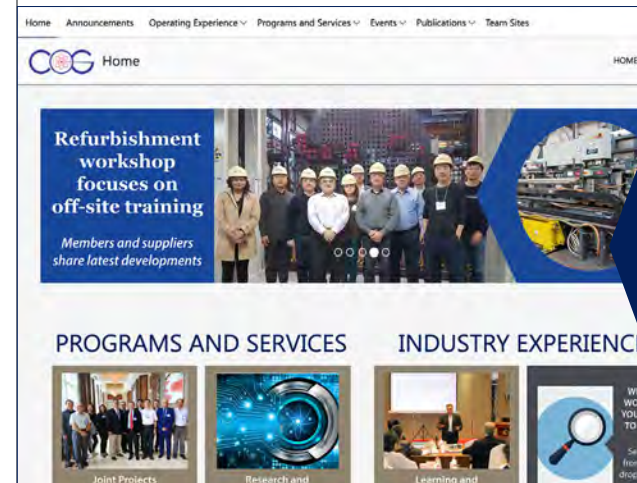 Home Announcements Operating Experience Programs and Services Events Publications Team Sites
COG Home
HOME
Refurbishment
workshop
focuses on
off-site training
Members and suppliers
share latest developments
PROGRAMS AND SERVICES
INDUSTRY EXPERIENC
Joint Projects
Research and
Learning and
TO